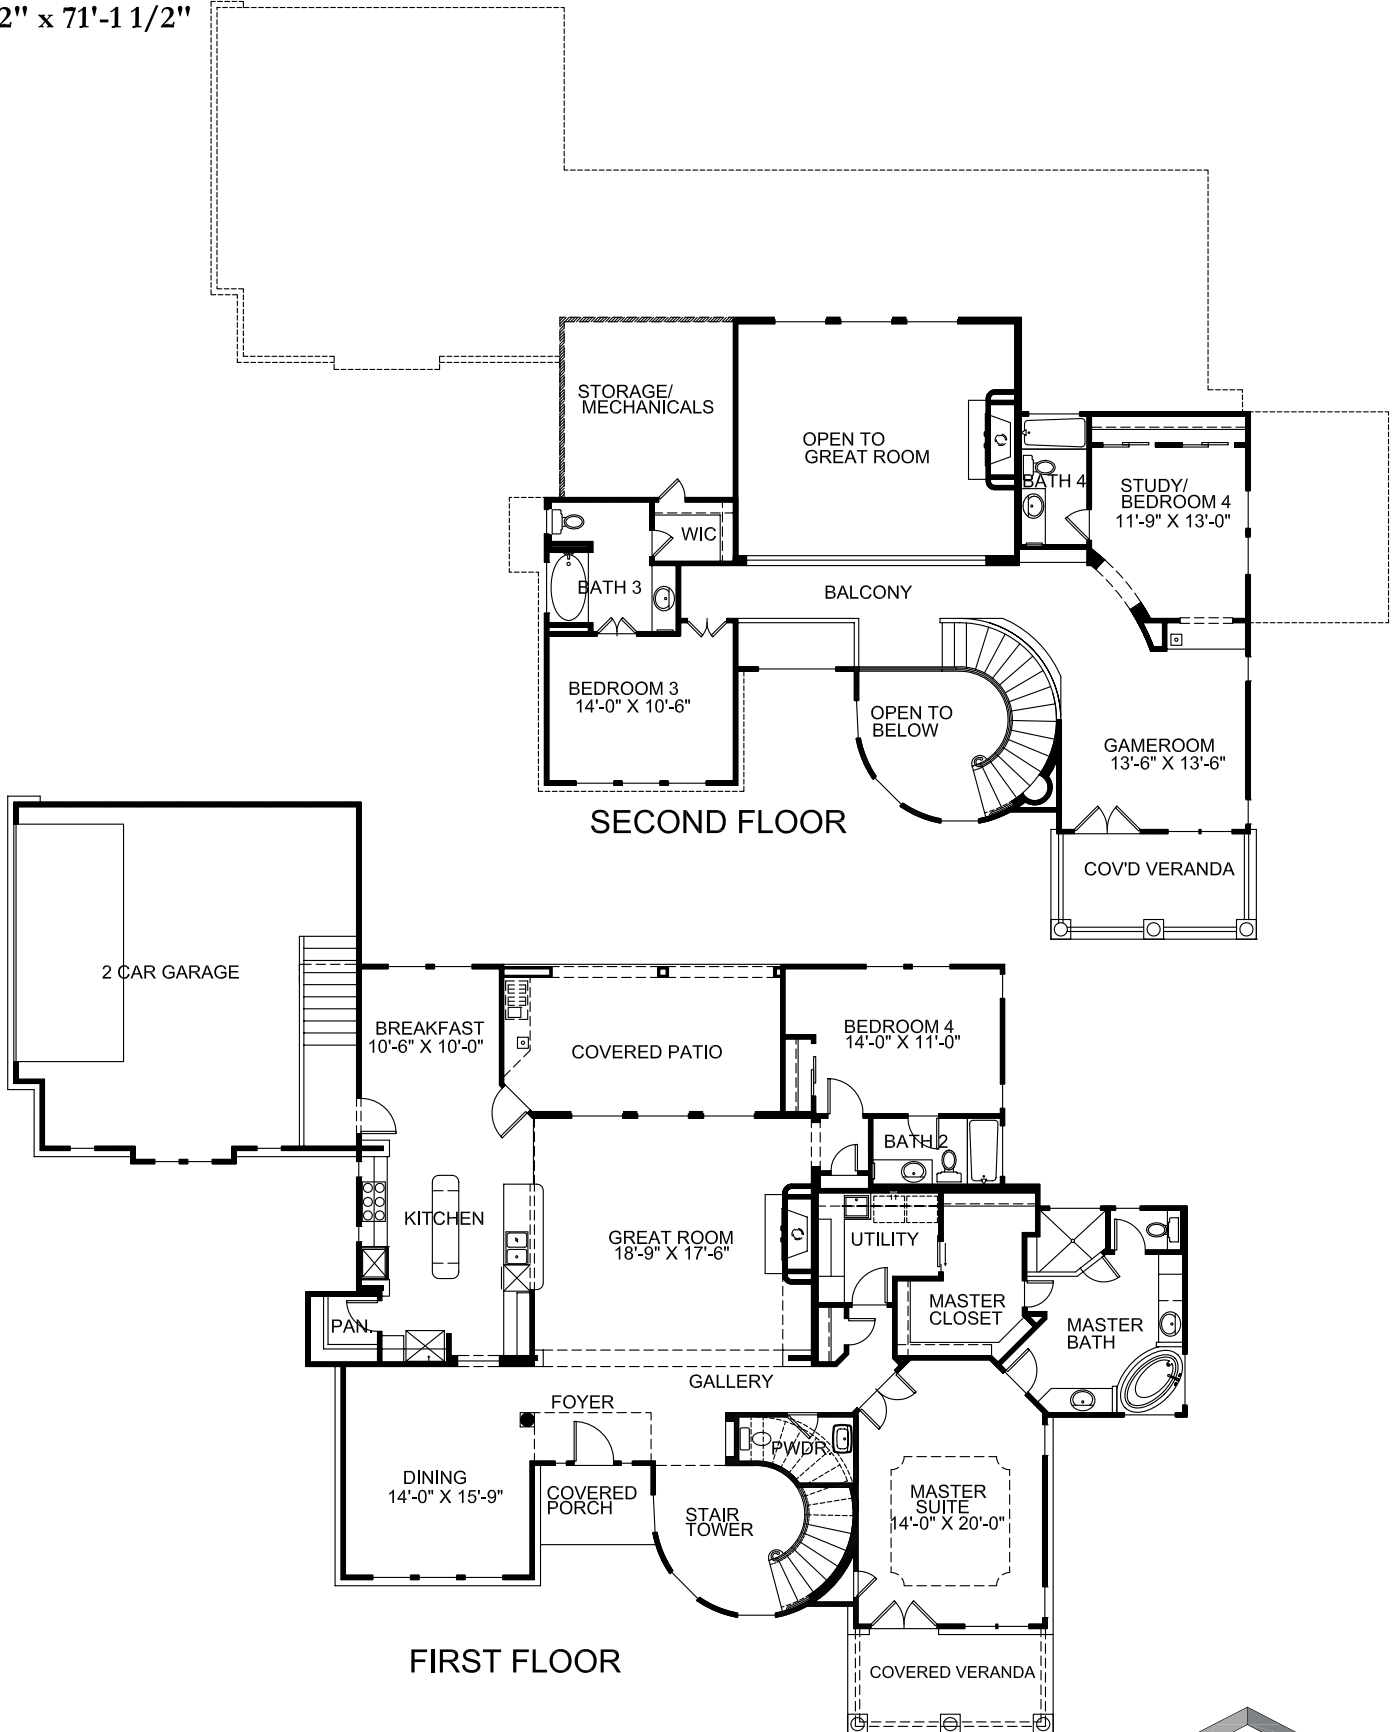 2" x 71'-1 1/2"
STORAGE/
MECHANICALS
OPEN TO
GREAT ROOM
BATH 4
STUDY/
BEDROOM 4
11'-9" X 13'-0"
WIC
BATH 3
BALCONY
BEDROOM 3
14'-0" X 10'-6"
OPEN TO
BELOW
GAMEROOM
13'-6" X 13'-6"
SECOND FLOOR
COV'D VERANDA
2 CAR GARAGE
BREAKFAST
10'-6" X 10'-0"
COVERED PATIO
BEDROOM 4
14'-0" X 11'-0"
BATH 2
KITCHEN
GREAT ROOM
18'-9" X 17'-6"
UTILITY
MASTER
CLOSET
PAN.
MASTER
BATH
GALLERY
FOYER
PWDR.
DINING
14'-0" X 15'-9"
COVERED
PORCH
STAIR
TOWER
MASTER
SUITE
14'-0" X 20'-0"
FIRST FLOOR
COVERED VERANDA